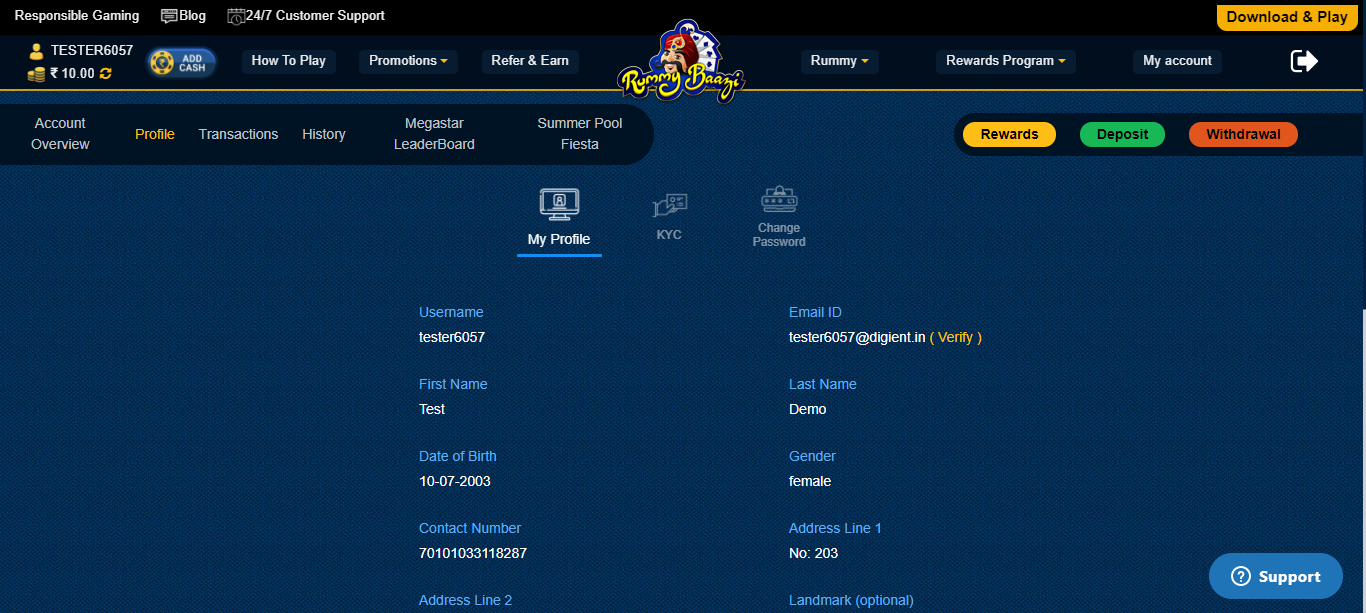 Responsible Gaming Blog 24/7 Customer Support Download & Play
TESTER6057
₹ 10.00
ADD
CASH
How To Play Promotions Refer & Earn
Rummy Baazi
Rummy Rewards Program My account
Account
Overview
Profile Transactions History
Megastar
LeaderBoard
Summer Pool
Fiesta
Rewards Deposit Withdrawal
My Profile
KYC
Change
Password
Username Email ID
tester6057 tester6057@digient.in ( Verify )
First Name Last Name
Test Demo
Date of Birth Gender
10-07-2003 female
Contact Number Address Line 1
70101033118287 No: 203
Support
Address Line 2 Landmark (optional)